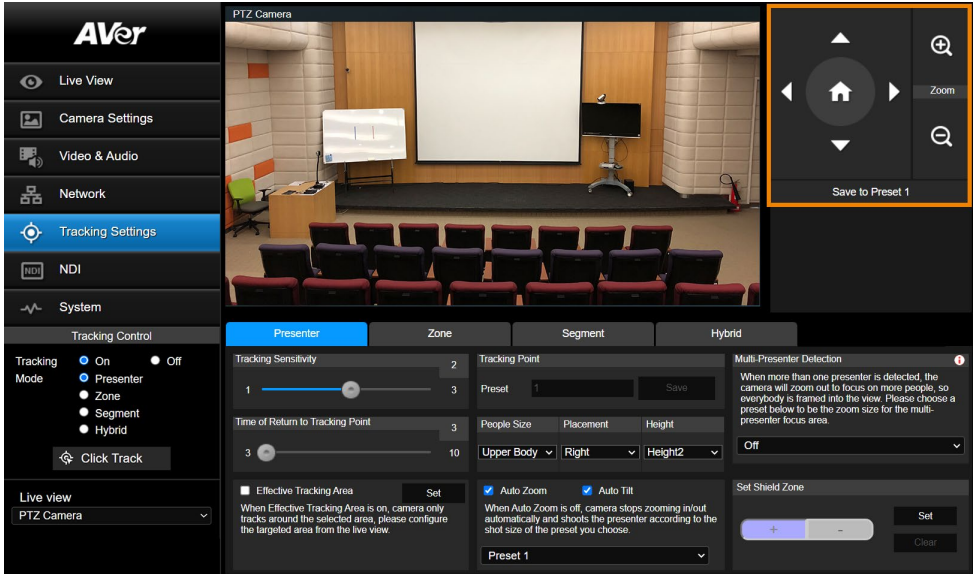 AVer
Live View
Camera Settings
Video & Audio
Network
Tracking Settings
NDI
NDI
System
Tracking Control
Tracking
On
Off
Mode
Presenter
Zone
Segment
Hybrid
Click Track
Live view
PTZ Camera
PTZ Camera
Zoom
Save to Preset 1
Presenter
Zone
Segment
Hybrid
Tracking Sensitivity
2
1
3
Time of Return to Tracking Point
3
3
10
Effective Tracking Area
Set
When Effective Tracking Area is on, camera only
tracks around the selected area, please configure
the targeted area from the live view.
Tracking Point
Preset
1
Save
People Size
Placement
Height
Upper Body
Right
Height2
Auto Zoom
Auto Tilt
When Auto Zoom is off, camera stops zooming in/out
automatically and shoots the presenter according to the
shot size of the preset you choose.
Preset 1
Multi-Presenter Detection
When more than one presenter is detected, the
camera will zoom out to focus on more people, so
everybody is framed into the view. Please choose a
preset below to be the zoom size for the multi-
presenter focus area.
Off
Set Shield Zone
+
-
Set
Clear